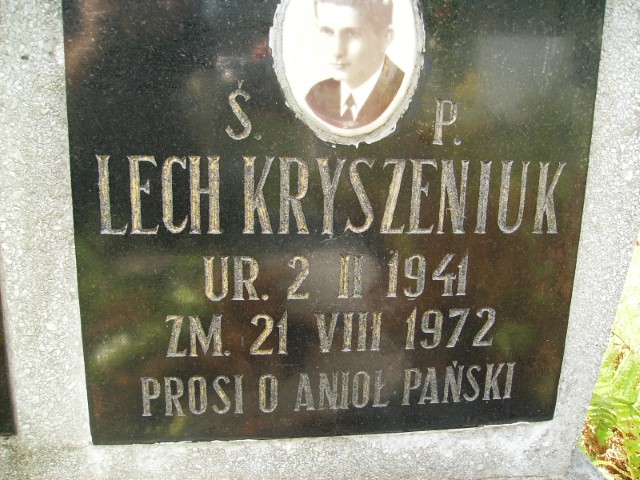 Ś. P.
LECH KRYSZENIUK
UR. 2 II 1941
ZM. 21 VIII 1972
PROSI O ANIOŁ PAŃSKI